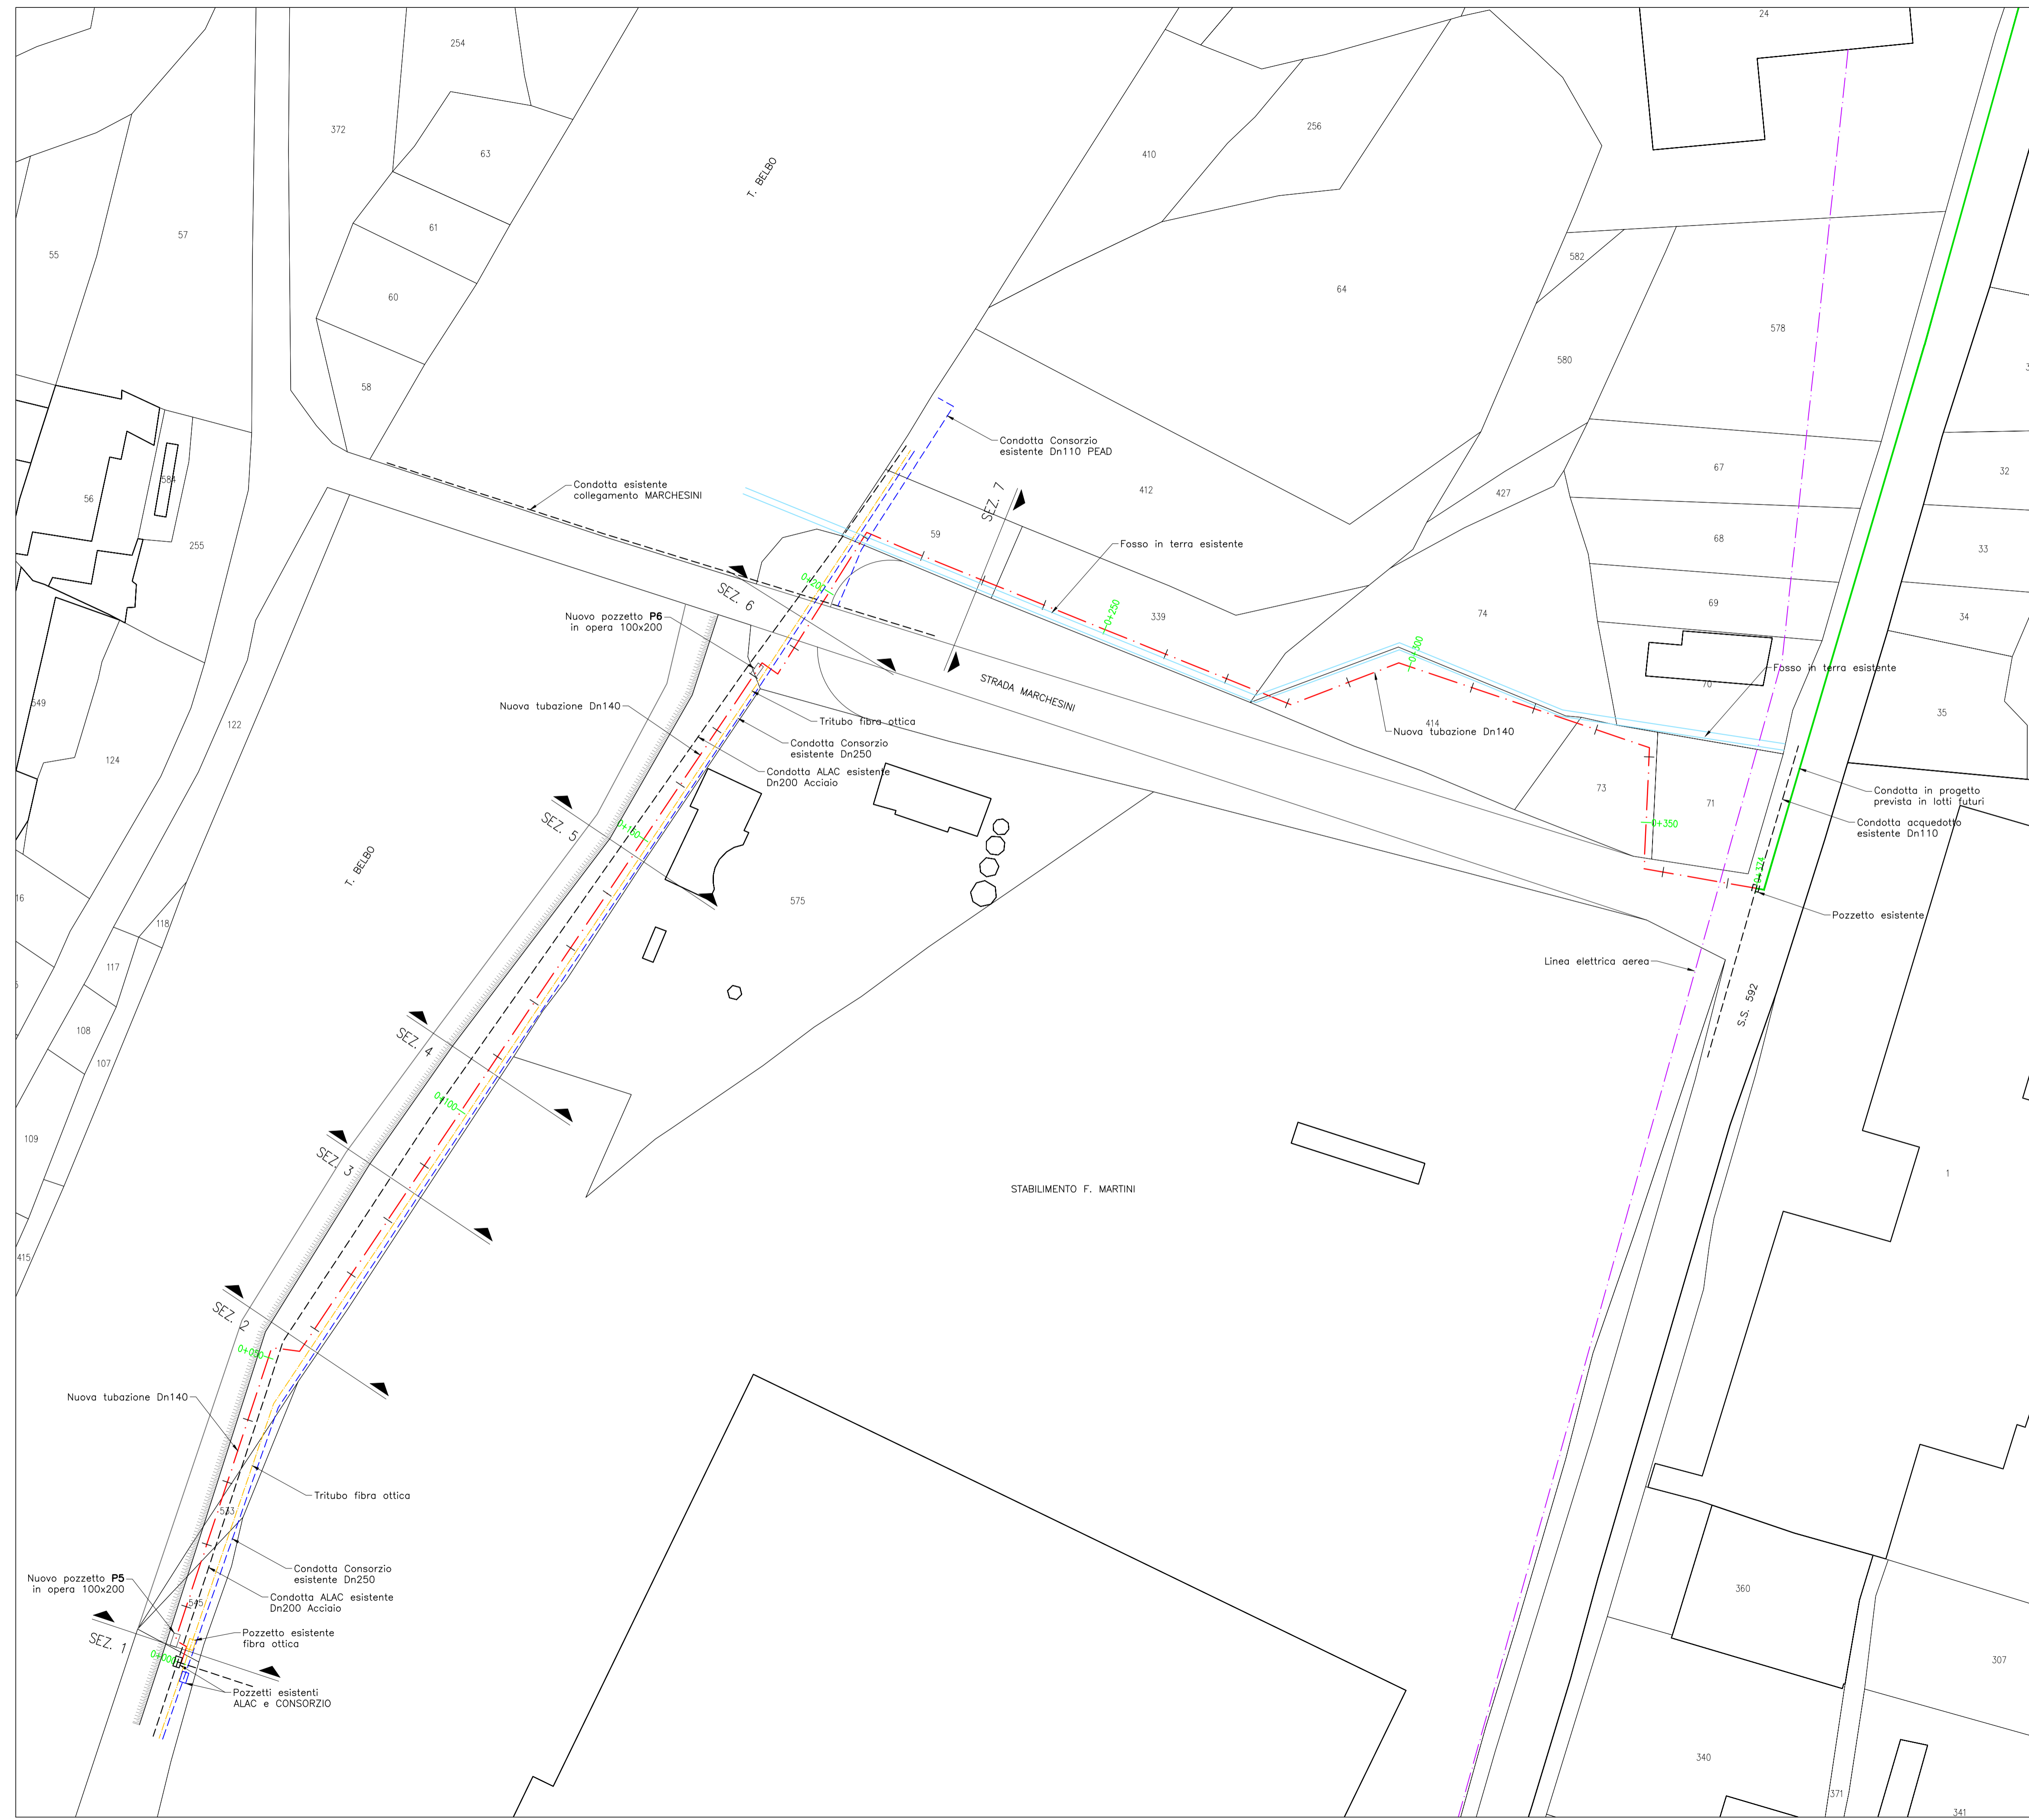 24
254
372
63
256
410
T. BELBO
61
57
55
582
64
60
578
580
58
67
32
Condotta Consorzio
esistente Dn110 PEAD
584
56
Condotta esistente
collegamento MARCHESINI
412
427
SEZ. 7
59
68
33
255
Fosso in terra esistente
SEZ. 6
0+200
0+250
339
74
69
34
Nuovo pozzetto P6
in opera 100x200
0+300
Fosso in terra esistente
STRADA MARCHESINI
70
549
Nuova tubazione Dn140
35
122
Tritubo fibra ottica
414
Nuova tubazione Dn140
Condotta Consorzio
esistente Dn250
124
Condotta ALAC esistente
Dn200 Acciaio
73
71
Condotta in progetto
prevista in lotti futuri
SEZ. 5
0+100
0+350
Condotta acquedotto
esistente Dn110
T. BELBO
0+374
575
16
Pozzetto esistente
118
117
Linea elettrica aerea
S.S. 592
108
SEZ. 4
107
0+100
109
SEZ. 3
STABILIMENTO F. MARTINI
1
415
SEZ. 2
0+050
Nuova tubazione Dn140
Tritubo fibra ottica
533
Condotta Consorzio
esistente Dn250
Nuovo pozzetto P5
in opera 100x200
360
Condotta ALAC esistente
Dn200 Acciaio
545
SEZ. 1
Pozzetto esistente
fibra ottica
0+000
307
Pozzetti esistenti
ALAC e CONSORZIO
340
371
341